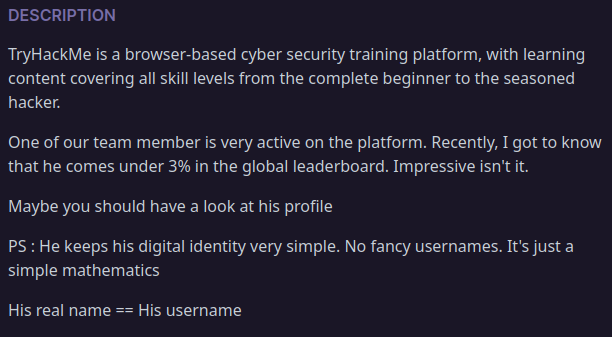 DESCRIPTION
TryHackMe is a browser-based cyber security training platform, with learning
content covering all skill levels from the complete beginner to the seasoned
hacker.
One of our team member is very active on the platform. Recently, I got to know
that he comes under 3% in the global leaderboard. Impressive isn't it.
Maybe you should have a look at his profile
PS : He keeps his digital identity very simple. No fancy usernames. It's just a
simple mathematics
His real name == His username